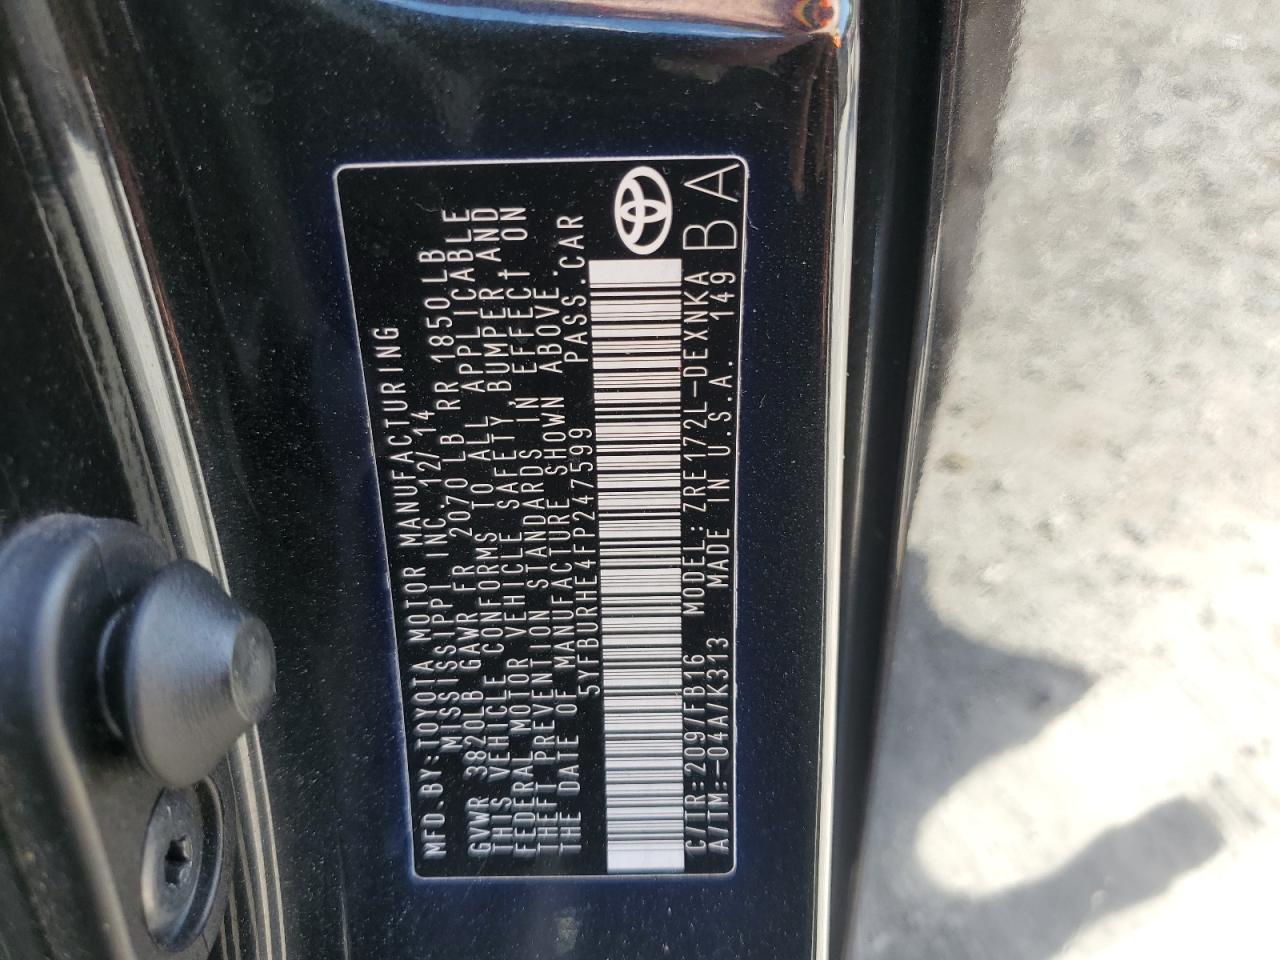 MFD.BY:TOYOTA MOTOR MANUFACTURING
MISSISSIPPI INC. 12/14
GVWR 3820LB GAWR FR 2070LB RR 1850LB
THIS VEHICLE CONFORMS TO ALL APPLICABLE
FEDERAL MOTOR VEHICLE SAFETY,BUMPER AND
THEFT PREVENTION STANDARDS IN EFFECT ON
THE DATE OF MANUFACTURE SHOWN ABOVE.
5YFBURHE4FP247599 PASS.CAR
C/TR:209/FB16 MODEL:ZRE172L-DEXNKA
A/TM:-04A/K313 MADE IN U.S.A. 149
BA